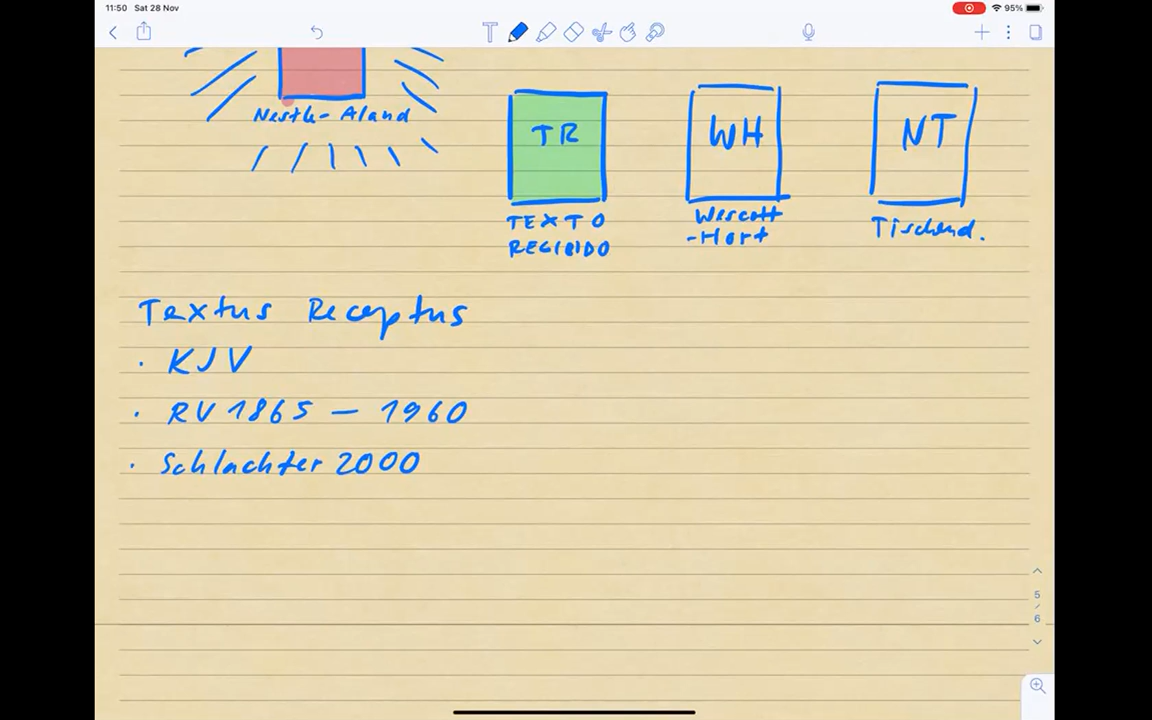 11:50 Sat 28 Nov
95%
Nestle-Aland
TR
WH
NT
TEXTO
RECIBIDO
Wescott
-Hort
Tischend.
Textus Receptus
· KJV
· RV 1865 — 1960
· Schlachter 2000
5
/
6